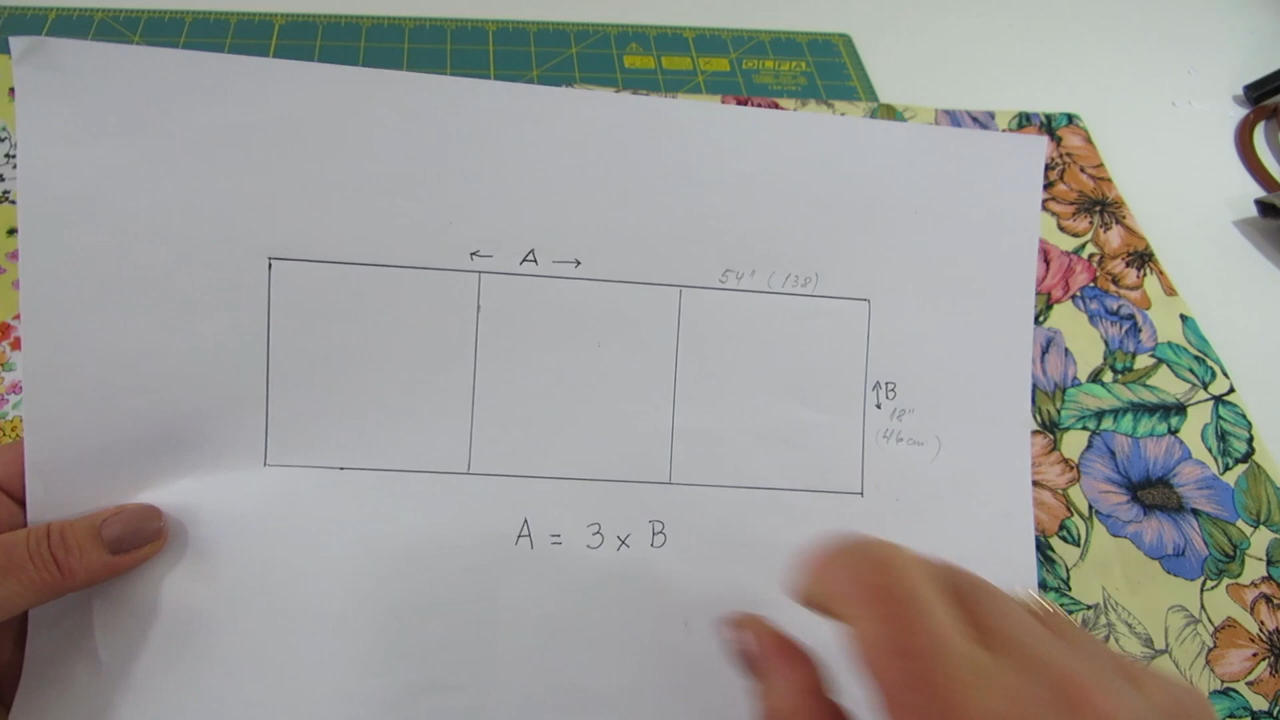 OLFA
← A →
54" (138)
↕B
18"
(46cm)
A = 3 x B